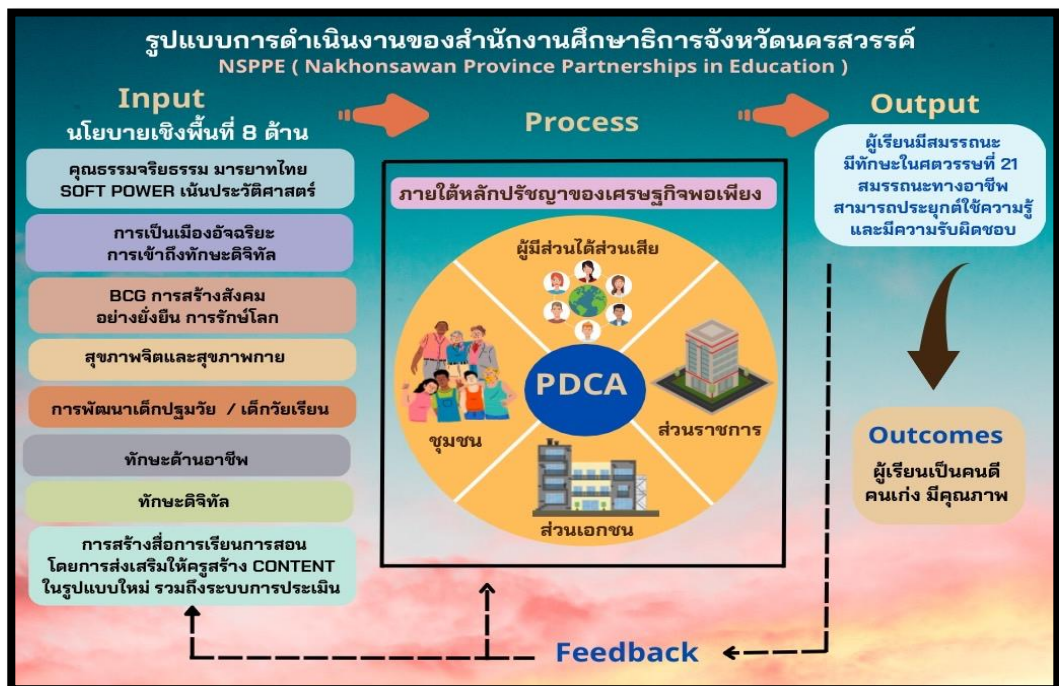 รูปแบบการดำเนินงานของสำนักงานศึกษาธิการจังหวัดนครสวรรค์
NSPPE ( Nakhonsawan Province Partnerships in Education )
Input
นโยบายเชิงพื้นที่ 8 ด้าน
คุณธรรมจริยธรรม มารยาทไทย
SOFT POWER เน้นประวัติศาสตร์
การเป็นเมืองอัจฉริยะ
การเข้าถึงทักษะดิจิทัล
BCG การสร้างสังคม
อย่างยั่งยืน การรักษ์โลก
สุขภาพจิตและสุขภาพกาย
การพัฒนาเด็กปฐมวัย / เด็กวัยเรียน
ทักษะด้านอาชีพ
ทักษะดิจิทัล
การสร้างสื่อการเรียนการสอน
โดยการส่งเสริมให้ครูสร้าง CONTENT
ในรูปแบบใหม่ รวมถึงระบบการประเมิน
Process
ภายใต้หลักปรัชญาของเศรษฐกิจพอเพียง
ผู้มีส่วนได้ส่วนเสีย
PDCA
ชุมชน
ส่วนราชการ
ส่วนเอกชน
Output
ผู้เรียนมีสมรรถนะ
มีทักษะในศตวรรษที่ 21
สมรรถนะทางอาชีพ
สามารถประยุกต์ใช้ความรู้
และมีความรับผิดชอบ
Outcomes
ผู้เรียนเป็นคนดี
คนเก่ง มีคุณภาพ
Feedback